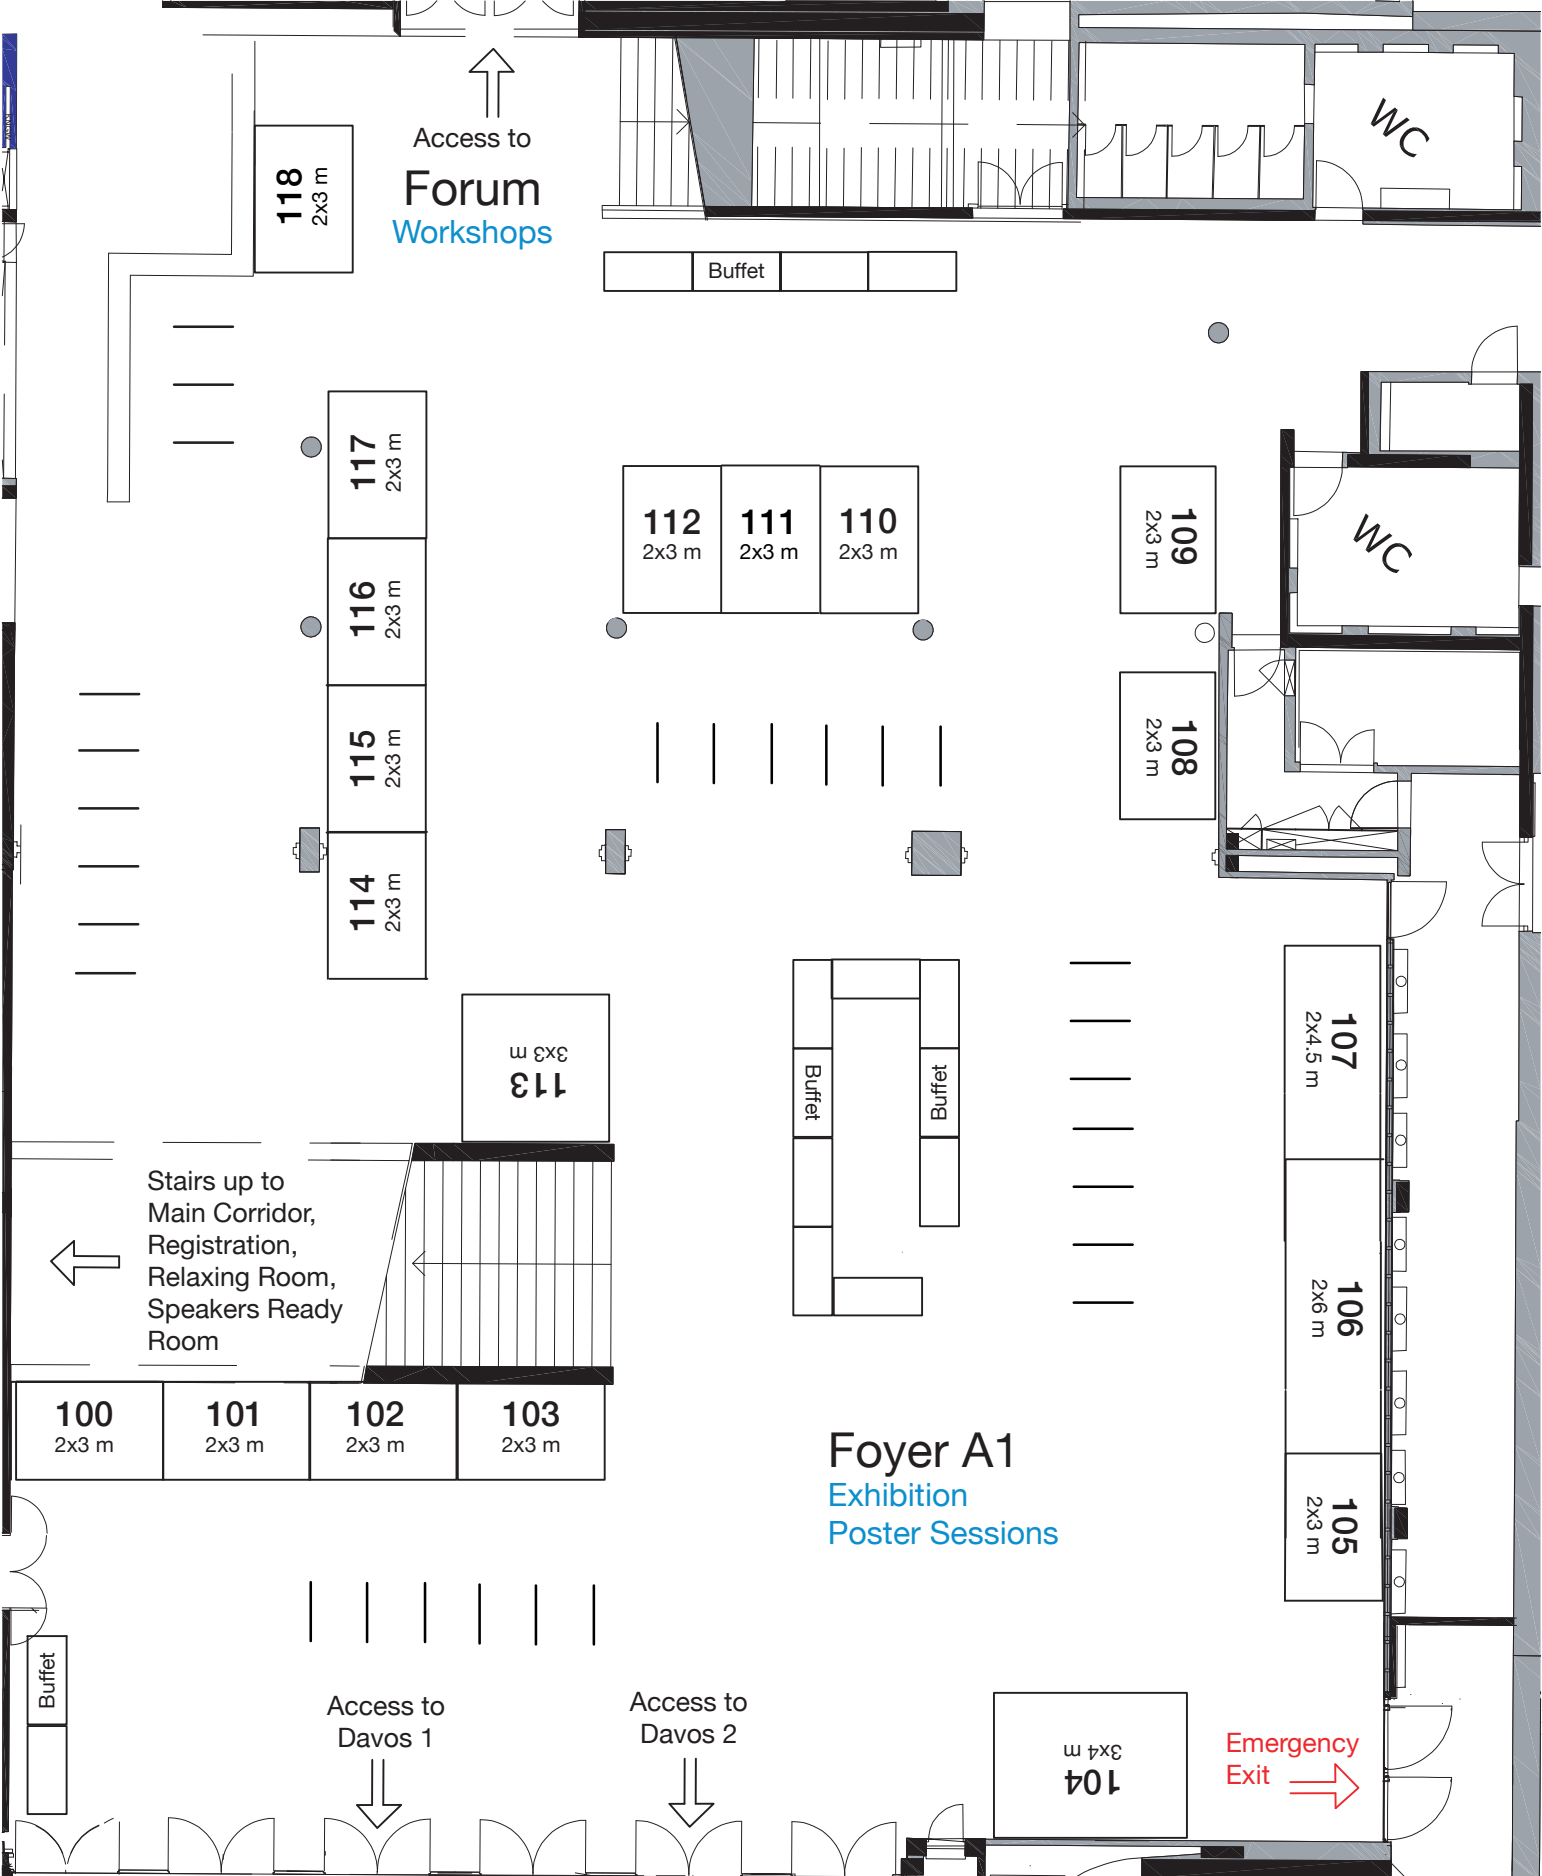 Access to
Forum
Workshops
WC
118
2x3 m
Buffet
117
2x3 m
112
2x3 m
111
2x3 m
110
2x3 m
109
2x3 m
WC
116
2x3 m
115
2x3 m
108
2x3 m
114
2x3 m
113
3x3 m
Buffet
Buffet
107
2x4.5 m
Stairs up to
Main Corridor,
Registration,
Relaxing Room,
Speakers Ready
Room
106
2x6 m
100
2x3 m
101
2x3 m
102
2x3 m
103
2x3 m
Foyer A1
Exhibition
Poster Sessions
105
2x3 m
Buffet
Access to
Davos 1
Access to
Davos 2
104
3x4 m
Emergency
Exit